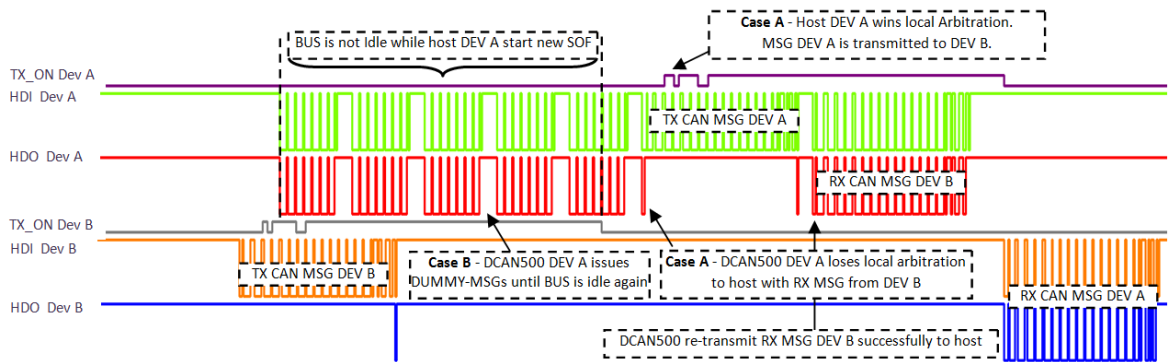 Case A - Host DEV A wins local Arbitration.
MSG DEV A is transmitted to DEV B.
BUS is not Idle while host DEV A start new SOF
TX_ON Dev A
HDI Dev A
TX CAN MSG DEV A
HDO Dev A
RX CAN MSG DEV B
TX_ON Dev B
HDI Dev B
Case B - DCAN500 DEV A issues
DUMMY-MSGs until BUS is idle again
Case A - DCAN500 DEV A loses local arbitration
to host with RX MSG from DEV B
TX CAN MSG DEV B
RX CAN MSG DEV A
HDO Dev B
DCAN500 re-transmit RX MSG DEV B successfully to host